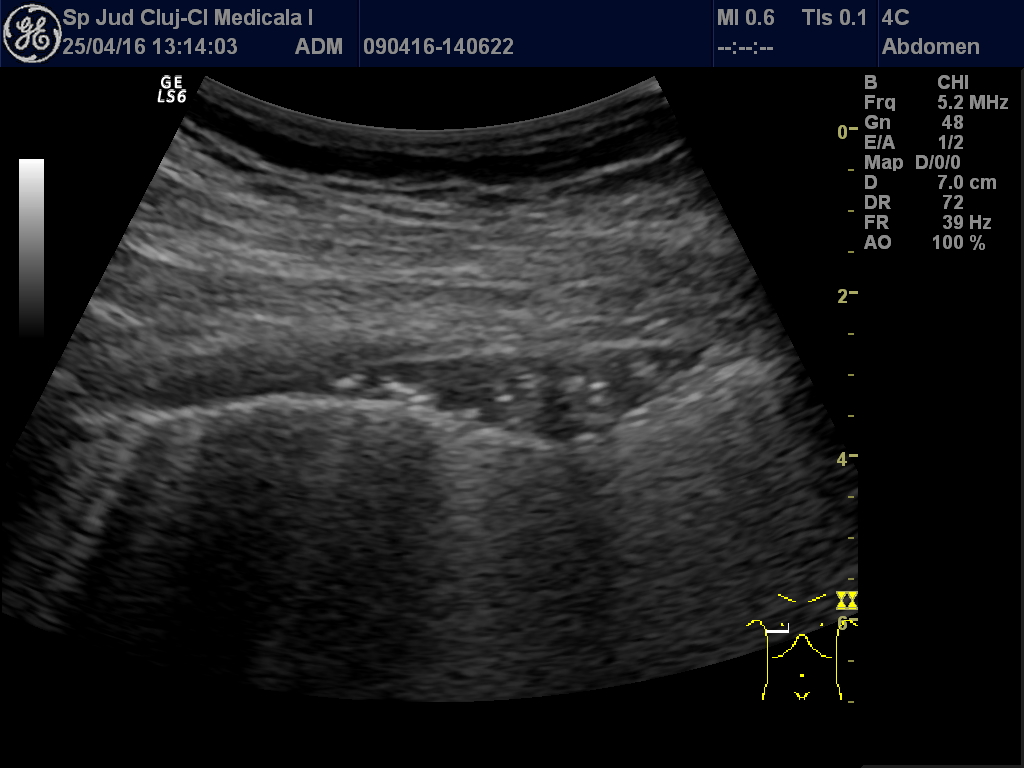 Sp Jud Cluj-Cl Medicala I
25/04/16 13:14:03 ADM 090416-140622
MI 0.6 TIs 0.1 4C
--:--:-- Abdomen
GE
LS6
B CHI
Frq 5.2 MHz
Gn 48
E/A 1/2
Map D/0/0
D 7.0 cm
DR 72
FR 39 Hz
AO 100 %
0
2
4
6